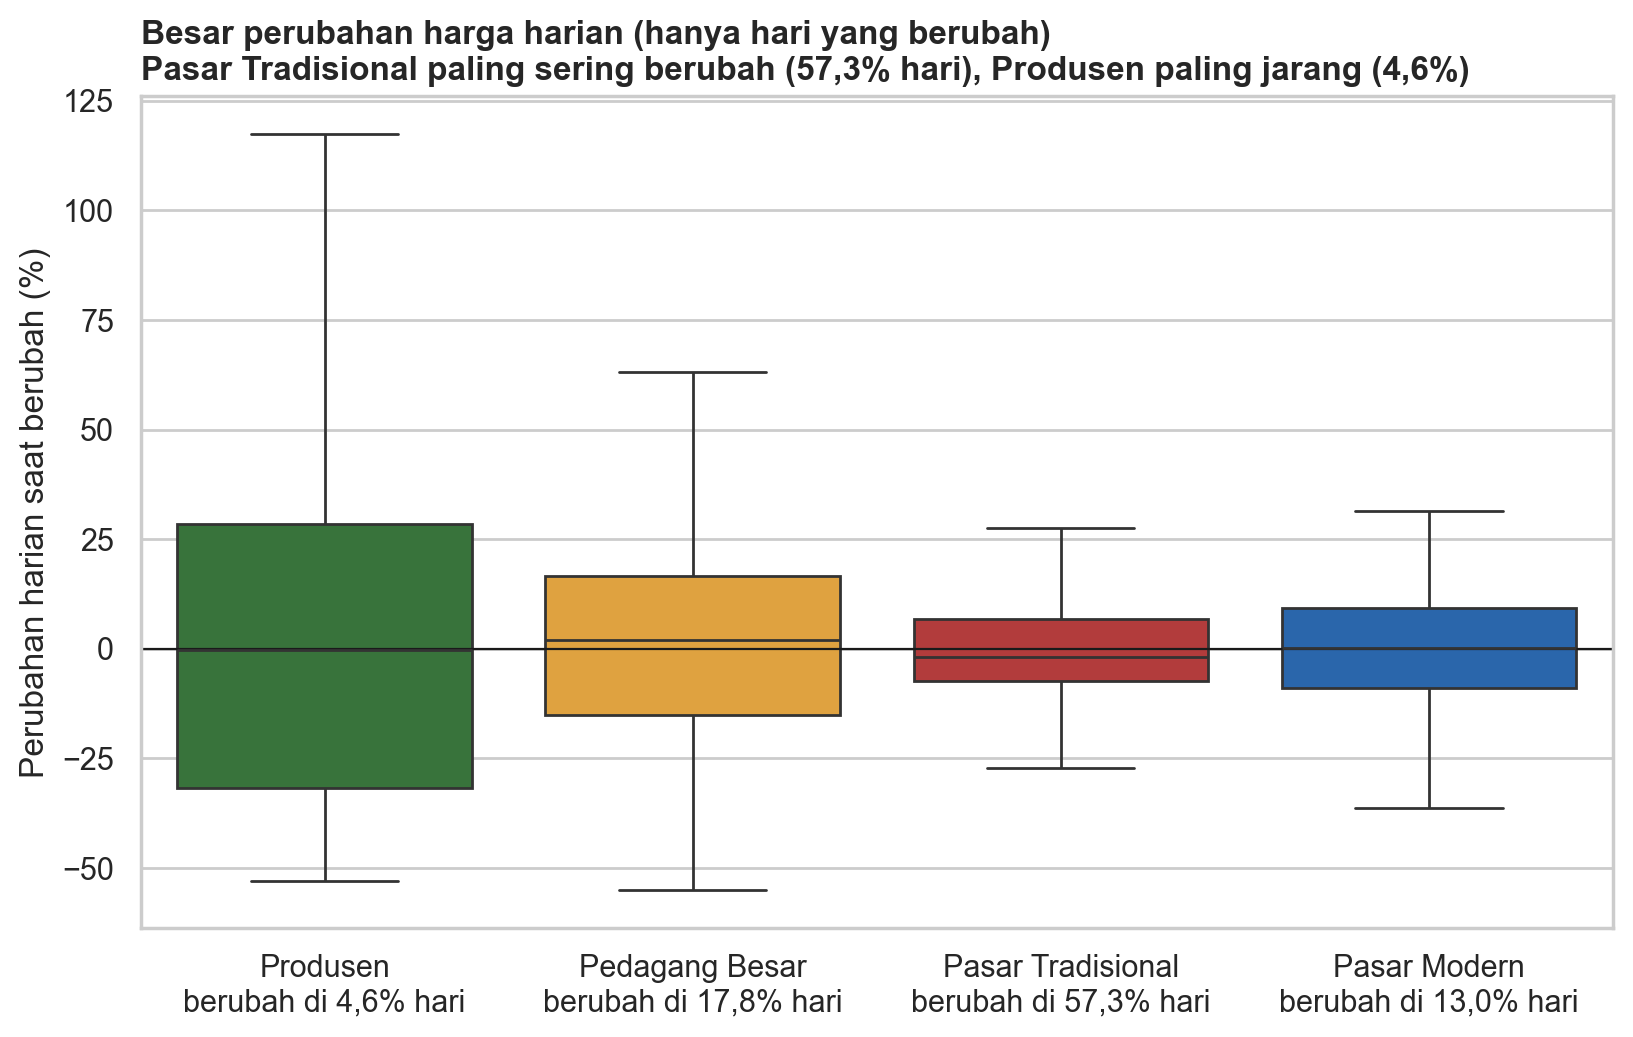 Besar perubahan harga harian (hanya hari yang berubah)
Pasar Tradisional paling sering berubah (57,3% hari), Produsen paling jarang (4,6%)
Perubahan harian saat berubah (%)
125
100
75
50
25
0
−25
−50
Produsen
berubah di 4,6% hari
Pedagang Besar
berubah di 17,8% hari
Pasar Tradisional
berubah di 57,3% hari
Pasar Modern
berubah di 13,0% hari